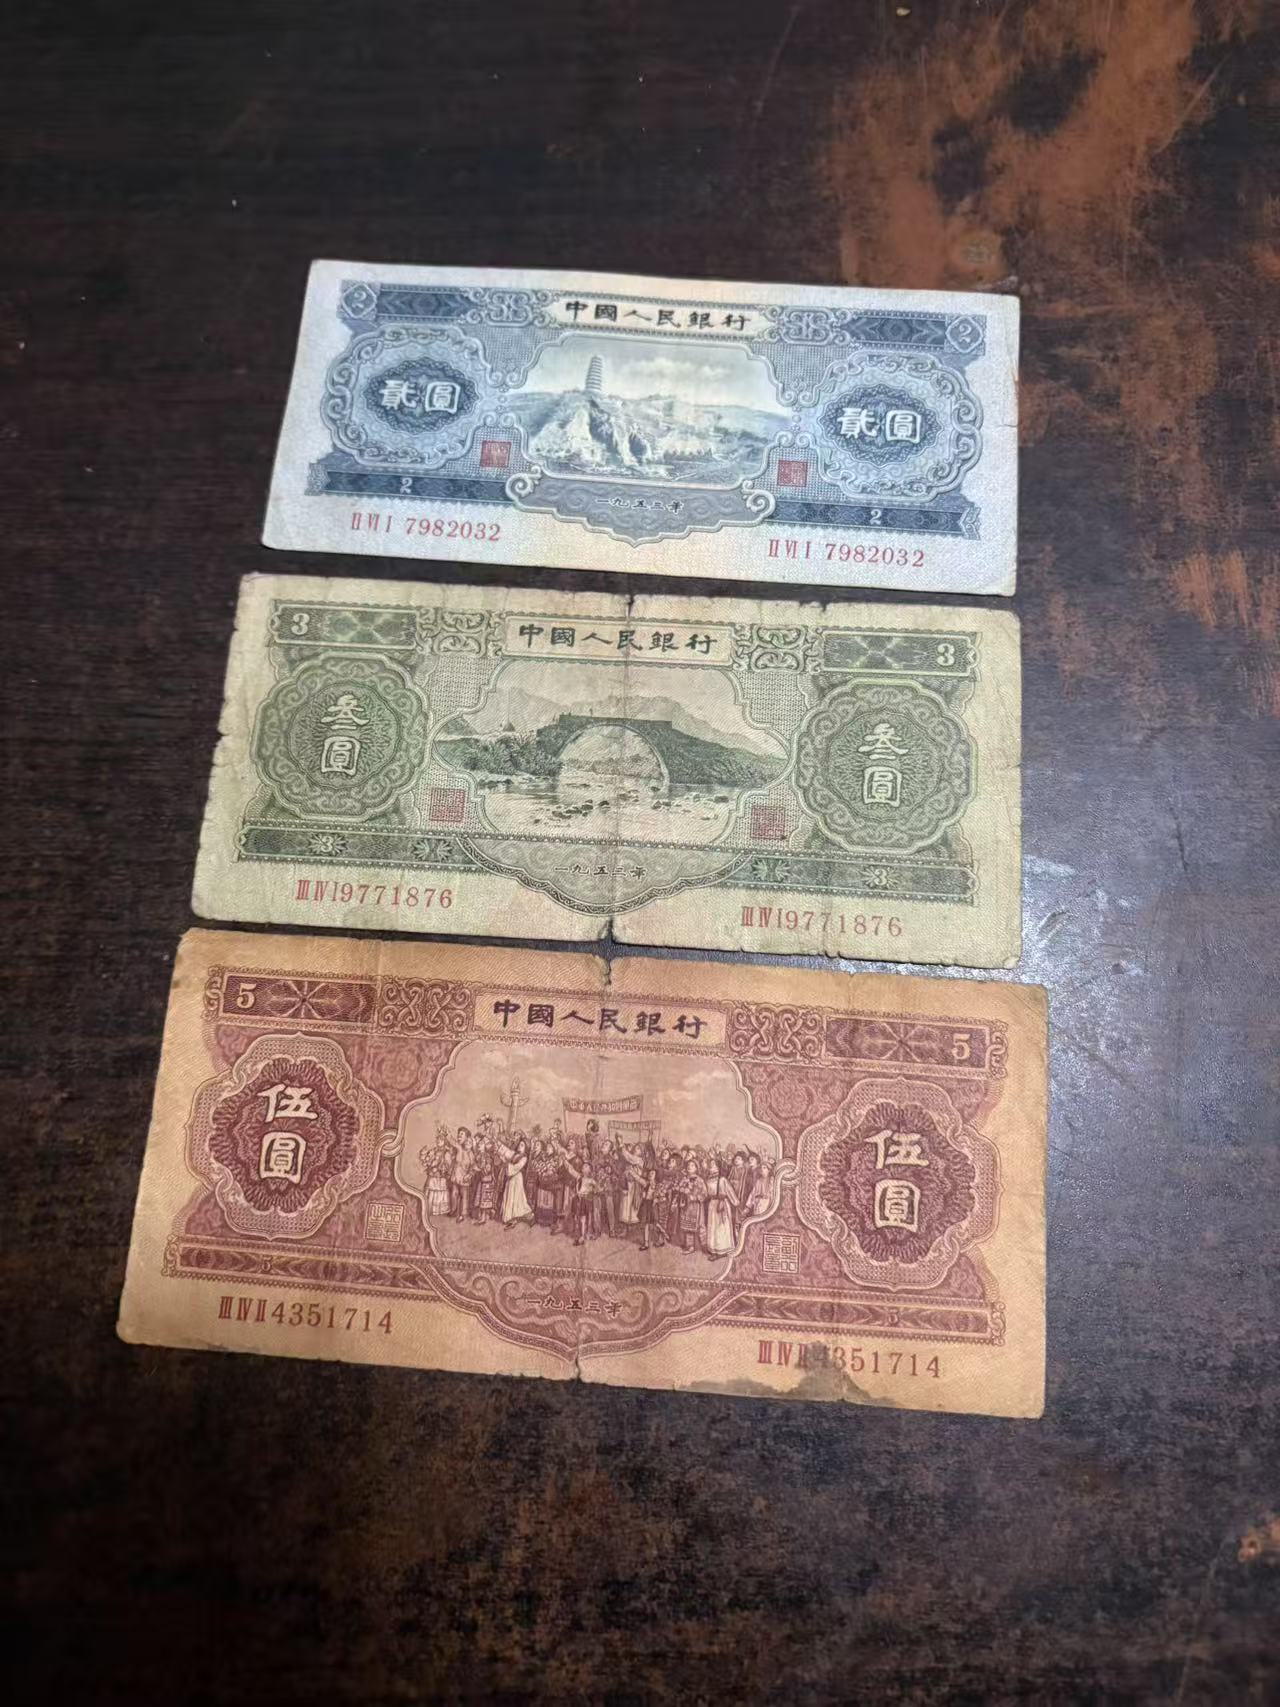 2 中國人民銀行 2
貳圓 貳圓
2 一九五三年 2
II VI I 7982032 II VI I 7982032
3 中國人民銀行 3
叁圓 叁圓
3 一九五三年 3
III IV I 9771876 III IV I 9771876
5 中國人民銀行 5
伍圓 伍圓
5 一九五三年 5
III IV II 4351714 III IV II 4351714